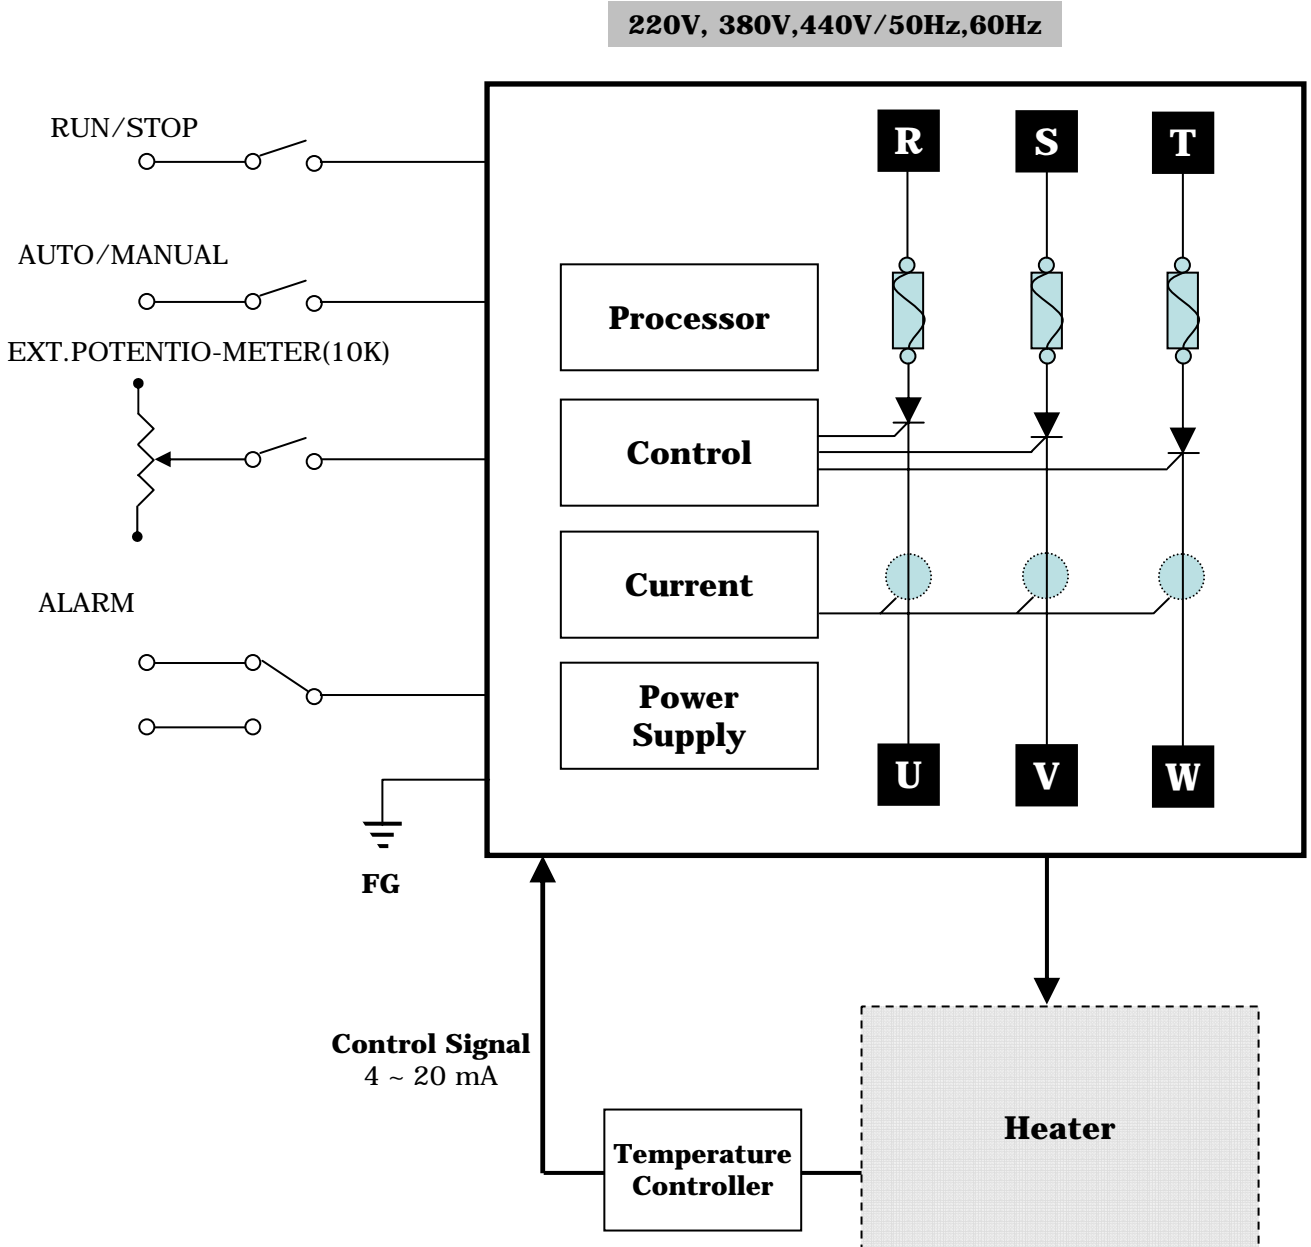 220V, 380V,440V/50Hz,60Hz
RUN/STOP
R S T
AUTO/MANUAL
Processor
EXT.POTENTIO-METER(10K)
Control
Current
ALARM
Power
Supply
U V W
FG
Control Signal
4 ~ 20 mA
Heater
Temperature
Controller